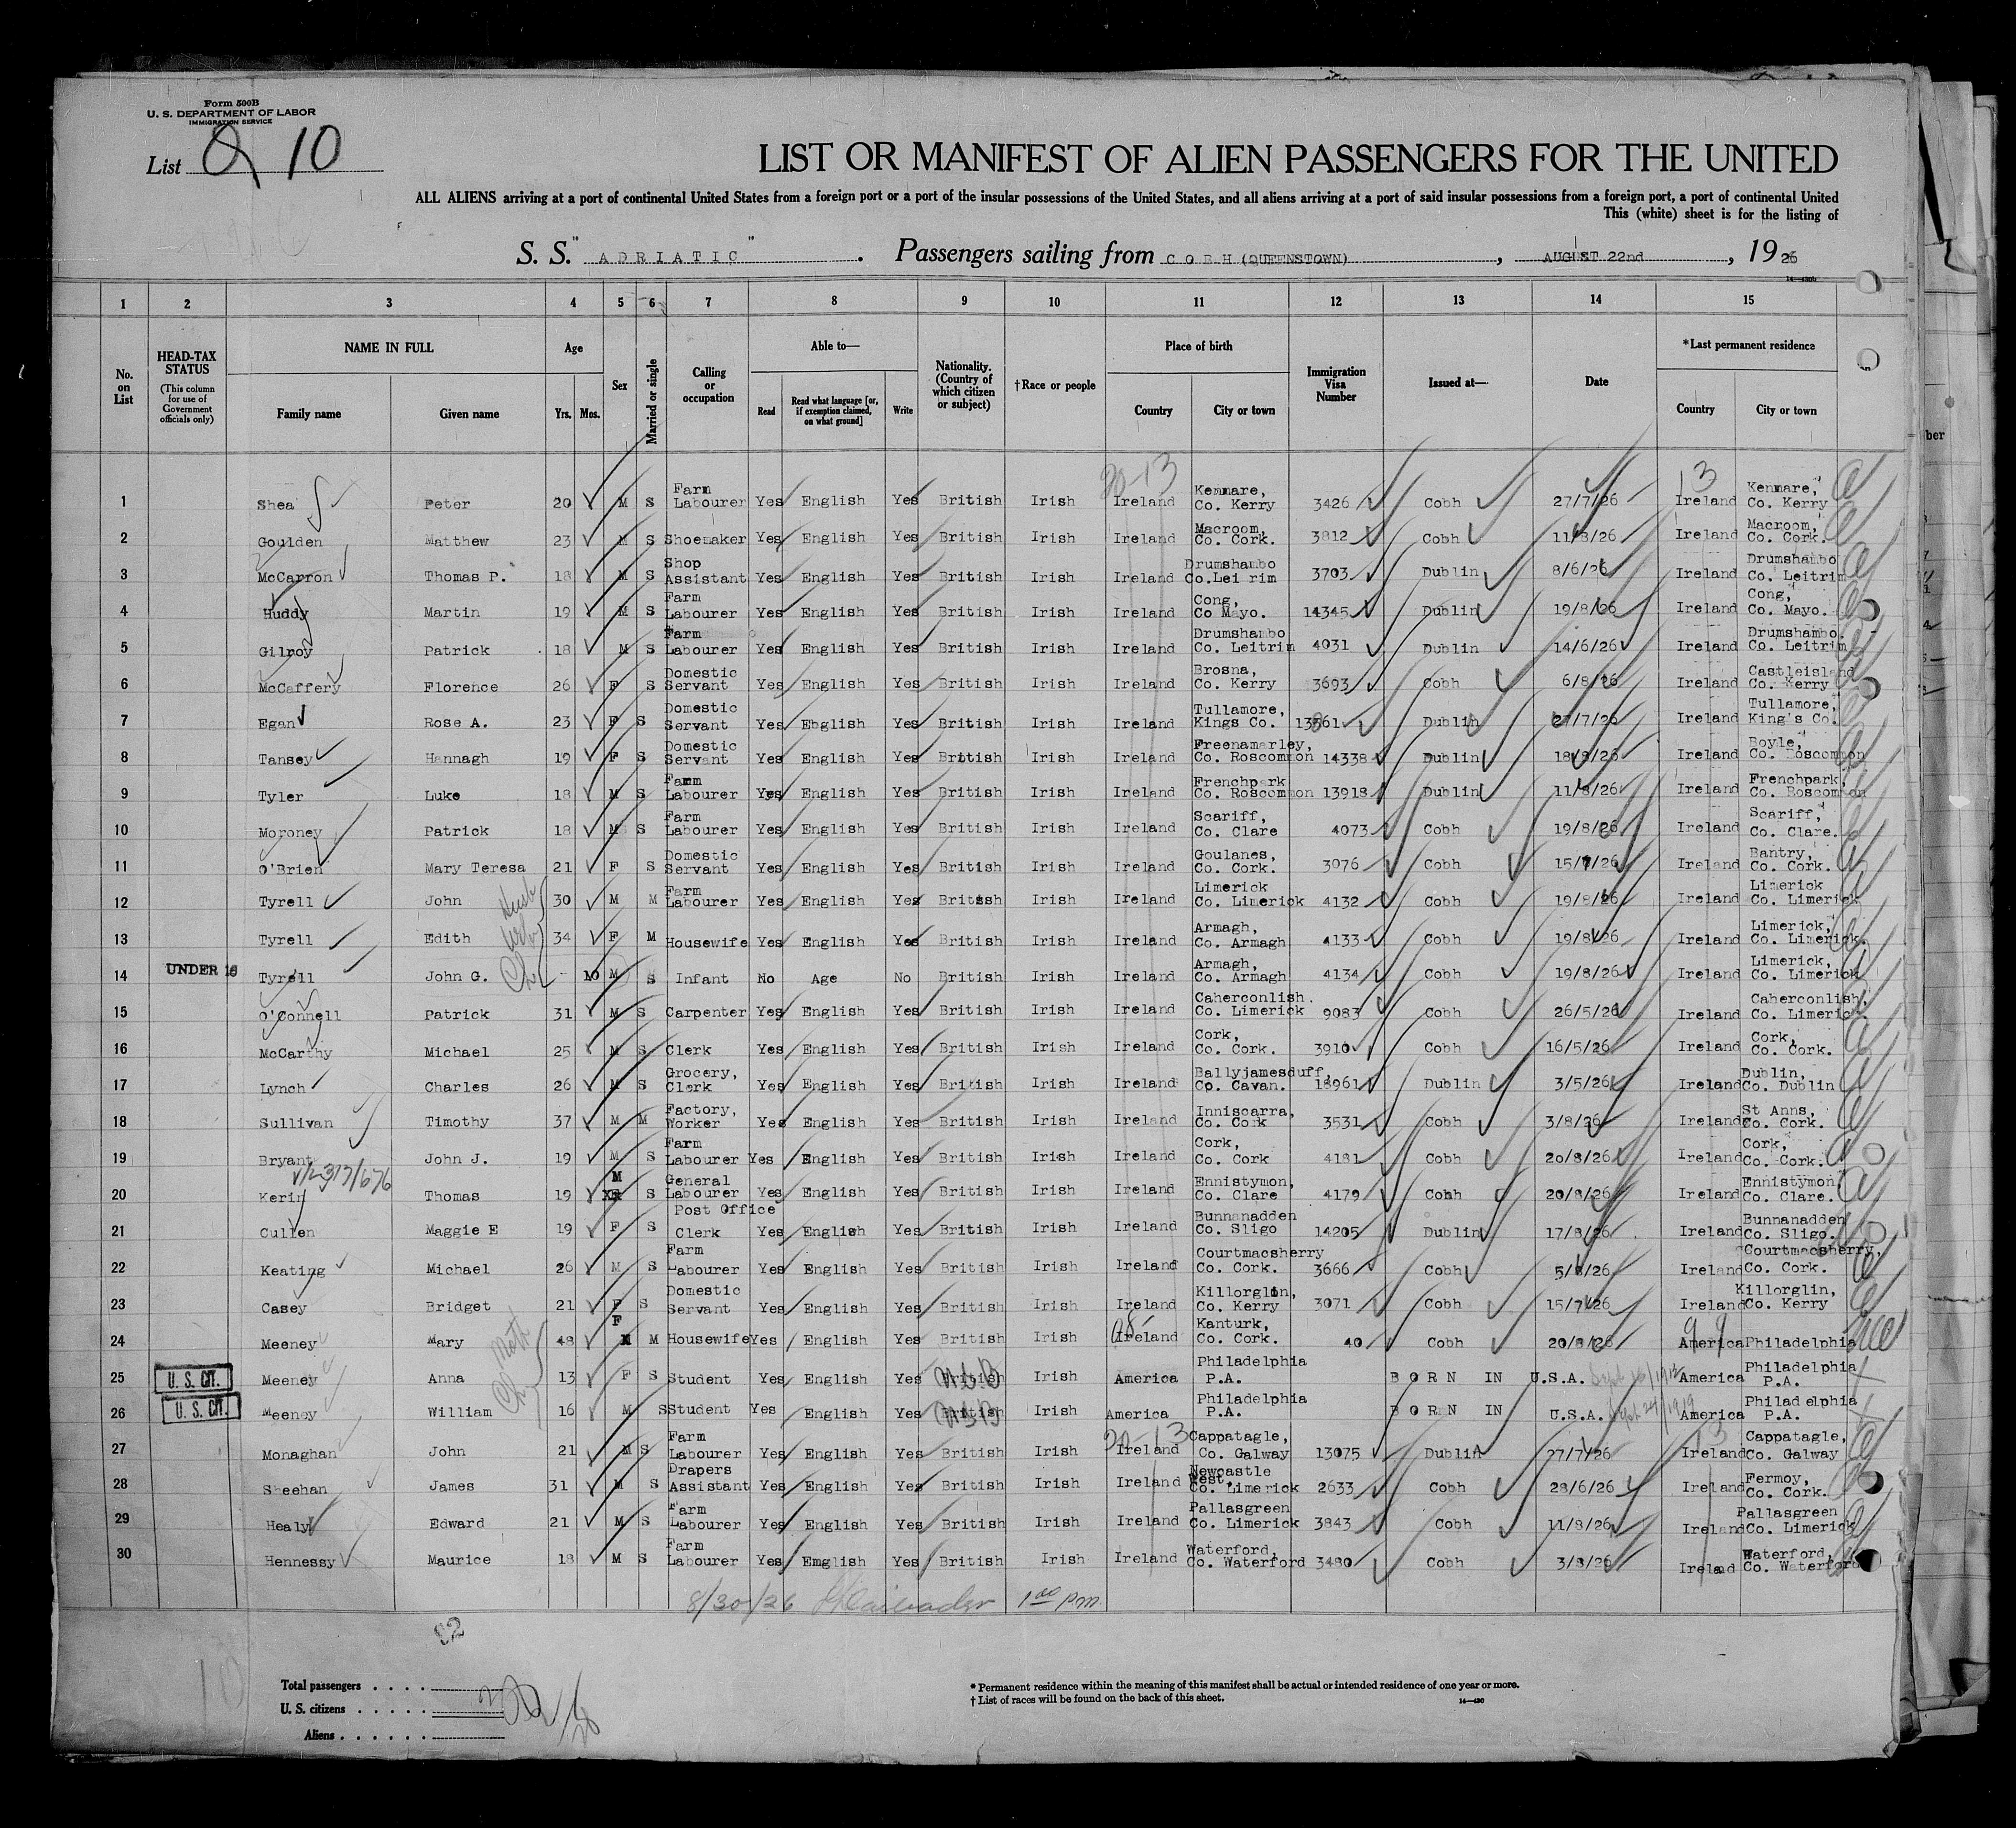 Form 500B
U. S. DEPARTMENT OF LABOR
IMMIGRATION SERVICE
List 10
LIST OR MANIFEST OF ALIEN PASSENGERS FOR THE UNITED
ALL ALIENS arriving at a port of continental United States from a foreign port or a port of the insular possessions of the United States, and all aliens arriving at a port of said insular possessions from a foreign port, a port of continental United
This (white) sheet is for the listing of
S. S. "ADRIATIC". Passengers sailing from COBH (QUEENSTOWN), AUGUST 22nd, 1926
14—430b
1 2 3 4 5 6 7 8 9 10 11 12 13 14 15
No. on List
HEAD-TAX STATUS (This column for use of Government officials only)
NAME IN FULL
Family name Given name
Age
Yrs. Mos.
Sex
Married or single
Calling or occupation
Able to—
Read Read what language [or, if exemption claimed, on what ground] Write
Nationality. (Country of which citizen or subject)
†Race or people
Place of birth
Country City or town
Immigration Visa Number
Issued at—
Date
*Last permanent residence
Country City or town
1 Shea Peter 20 M S Farm Labourer Yes English Yes British Irish Ireland Kenmare, Co. Kerry 3426 Cobh 27/7/26 Ireland Kenmare, Co. Kerry
2 Goulden Matthew 23 M S Shoemaker Yes English Yes British Irish Ireland Macroom, Co. Cork. 3812 Cobh 11/8/26 Ireland Macroom, Co. Cork.
3 McCarron Thomas P. 18 M S Shop Assistant Yes English Yes British Irish Ireland Drumshambo Co.Lei rim 3703 Dublin 8/6/26 Ireland Drumshambo Co. Leitrim
4 Huddy Martin 19 M S Farm Labourer Yes English Yes British Irish Ireland Cong, Co Mayo. 14345 Dublin 19/8/26 Ireland Cong, Co. Mayo.
5 Gilroy Patrick 18 M S Farm Labourer Yes English Yes British Irish Ireland Drumshambo Co. Leitrim 4031 Dublin 14/6/26 Ireland Drumshambo. Co. Leitrim
6 McCaffery Florence 26 F S Domestic Servant Yes English Yes British Irish Ireland Brosna, Co. Kerry 3693 Cobh 6/8/26 Ireland Castleisland Co. Kerry
7 Egan Rose A. 23 F S Domestic Servant Yes Ebglish Yes British Irish Ireland Tullamore, Kings Co. Dublin 27/7/26 Ireland Tullamore, King's Co.
8 Tansey Hannagh 19 F S Domestic Servant Yes English Yes British Irish Ireland Freenamarley, Co. Roscommon 14338 Dublin 18/8/26 Ireland Boyle, Co. Roscommon
9 Tyler Luke 18 M S Farm Labourer Yes English Yes British Irish Ireland Frenchpark Co. Roscommon 13918 Dublin 11/8/26 Ireland Frenchpark, Co. Roscommon
10 Moroney Patrick 18 M S Farm Labourer Yes English Yes British Irish Ireland Scariff, Co. Clare 4073 Cobh 19/8/26 Ireland Scariff, Co. Clare.
11 O'Brien Mary Teresa 21 F S Domestic Servant Yes English Yes British Irish Ireland Goulanes, Co. Cork. 3076 Cobh 15/7/26 Ireland Bantry, Co. Cork.
12 Tyrell John 30 M M Farm Labourer Yes English Yes British Irish Ireland Limerick Co. Limerick 4132 Cobh 19/8/26 Ireland Limerick Co. Limerick
13 Tyrell Edith 34 F M Housewife Yes English Yes British Irish Ireland Armagh, Co. Armagh 4133 Cobh 19/8/26 Ireland Limerick, Co. Limerick.
14 UNDER 16 Tyrell John G. 10 M S Infant No Age No British Irish Ireland Armagh, Co. Armagh 4134 Cobh 19/8/26 Ireland Limerick, Co. Limerick
15 O'Connell Patrick 31 M S Carpenter Yes English Yes British Irish Ireland Caherconlish. Co. Limerick 9083 Cobh 26/5/26 Ireland Caherconlish, Co. Limerick.
16 McCarthy Michael 25 M S Clerk Yes English Yes British Irish Ireland Cork, Co. Cork. 3910 Cobh 16/5/26 Ireland Cork, Co. Cork.
17 Lynch Charles 26 M S Grocery, Clerk Yes English Yes British Irish Ireland Ballyjamesduff, Co. Cavan. 18961 Dublin 3/5/26 Ireland Dublin, Co. Dublin
18 Sullivan Timothy 37 M M Factory, Worker Yes English Yes British Irish Ireland Inniscarra, Co. Cork 3531 Cobh 3/8/26 Ireland St Anns, Co. Cork.
19 Bryant John J. 19 M S Farm Labourer Yes English Yes British Irish Ireland Cork, Co. Cork 4181 Cobh 20/8/26 Ireland Cork, Co. Cork.
20 Kerin Thomas 19 M S General Labourer Yes English Yes British Irish Ireland Ennistymon, Co. Clare 4179 Cobh 20/8/26 Ireland Ennistymon, Co. Clare.
21 Cullen Maggie E 19 F S Post Office Clerk Yes English Yes British Irish Ireland Bunnanadden Co. Sligo 14205 Dublin 17/8/26 Ireland Bunnanadden Co. Sligo.
22 Keating Michael 26 M S Farm Labourer Yes English Yes British Irish Ireland Courtmacsherry Co. Cork. 3666 Cobh 5/8/26 Ireland Courtmacsherry, Co. Cork.
23 Casey Bridget 21 F S Domestic Servant Yes English Yes British Irish Ireland Killorglin, Co. Kerry 3071 Cobh 15/7/26 Ireland Killorglin, Co. Kerry
24 Meeney Mary 48 F M Housewife Yes English Yes British Irish Ireland Kanturk, Co. Cork. 40 Cobh 20/8/26 America Philadelphia
25 U. S. CIT. Meeney Anna 13 F S Student Yes English Yes British Irish America Philadelphia P.A. BORN IN U.S.A. America Philadelphia P.A.
26 U. S. CIT. Meeney William 16 M S Student Yes English Yes British Irish America Philadelphia P.A. BORN IN U.S.A. America Philadelphia P.A.
27 Monaghan John 21 M S Farm Labourer Yes English Yes British Irish Ireland Cappatagle, Co. Galway 13075 Dublin 27/7/26 Ireland Cappatagle, Co. Galway
28 Sheehan James 31 M S Drapers Assistant Yes English Yes British Irish Ireland Newcastle West, Co. Limerick 2633 Cobh 28/6/26 Ireland Fermoy, Co. Cork.
29 Healy Edward 21 M S Farm Labourer Yes English Yes British Irish Ireland Pallasgreen Co. Limerick 3843 Cobh 11/8/26 Ireland Pallasgreen Co. Limerick
30 Hennessy Maurice 18 M S Farm Labourer Yes Emglish Yes British Irish Ireland Waterford, Co. Waterford 3480 Cobh 3/8/26 Ireland Waterford, Co. Waterford
8/30/26 1 00 pm
Total passengers
U. S. citizens
Aliens
* Permanent residence within the meaning of this manifest shall be actual or intended residence of one year or more.
† List of races will be found on the back of this sheet.
14—430